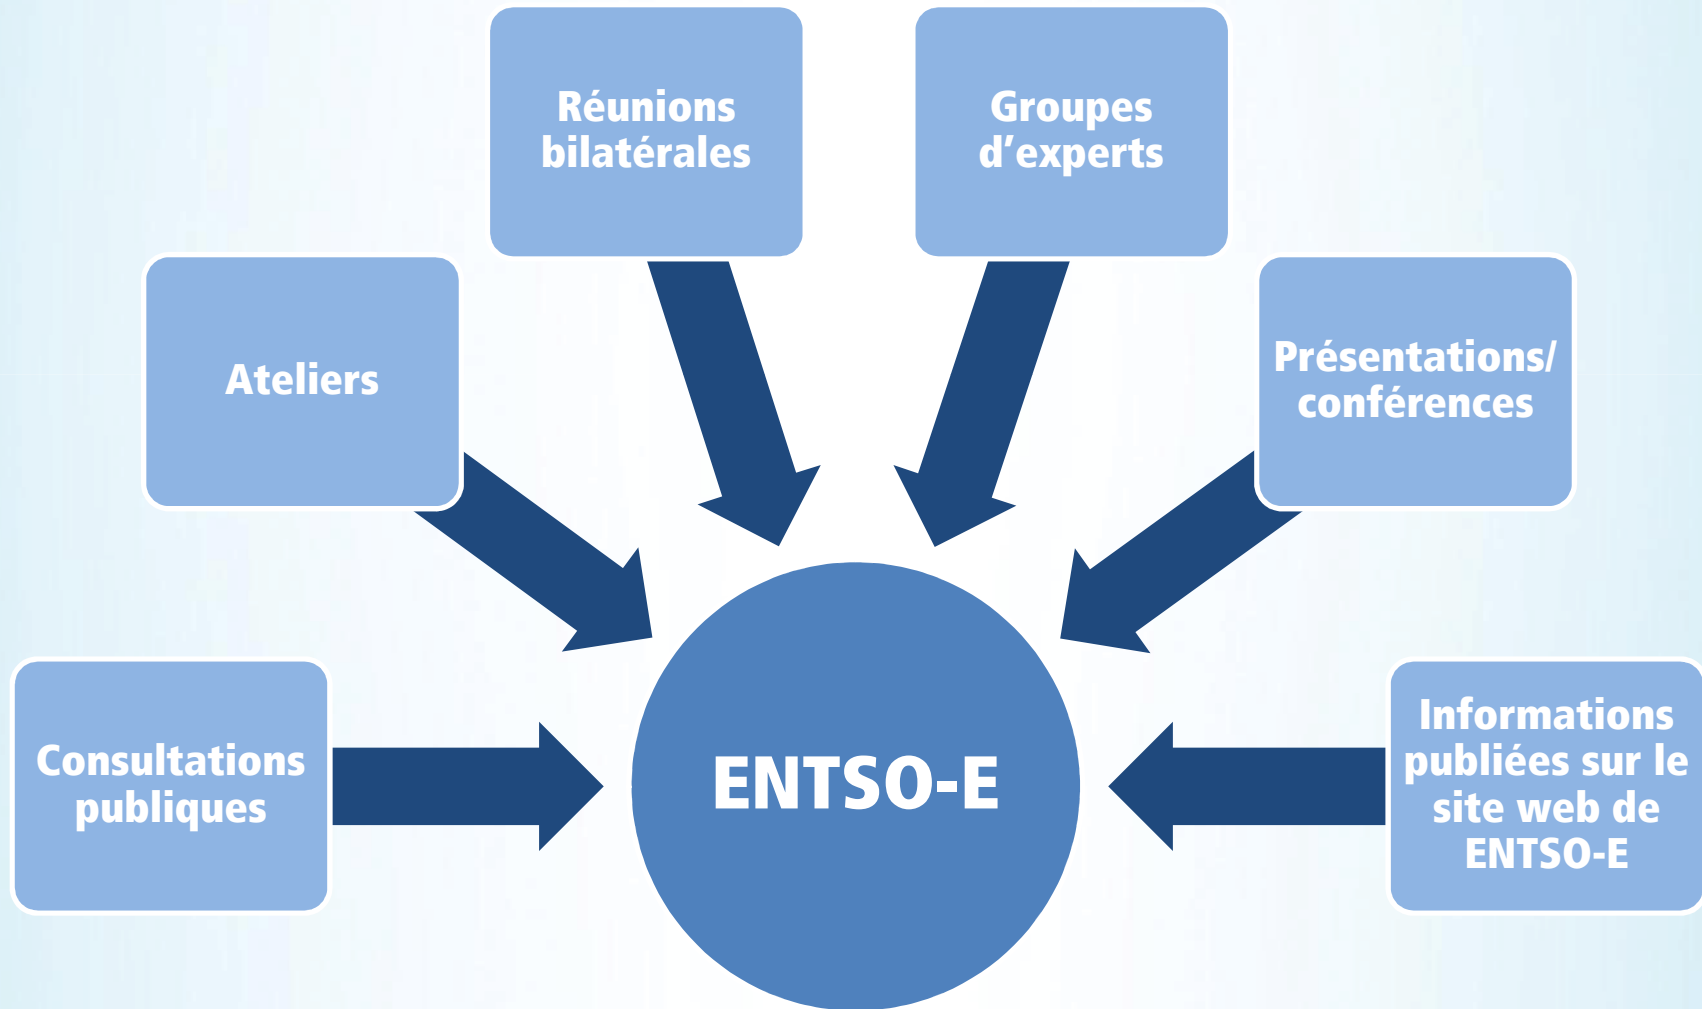 Réunions
bilatérales
Groupes
d’experts
Ateliers
Présentations/
conférences
Consultations
publiques
ENTSO-E
Informations
publiées sur le
site web de
ENTSO-E